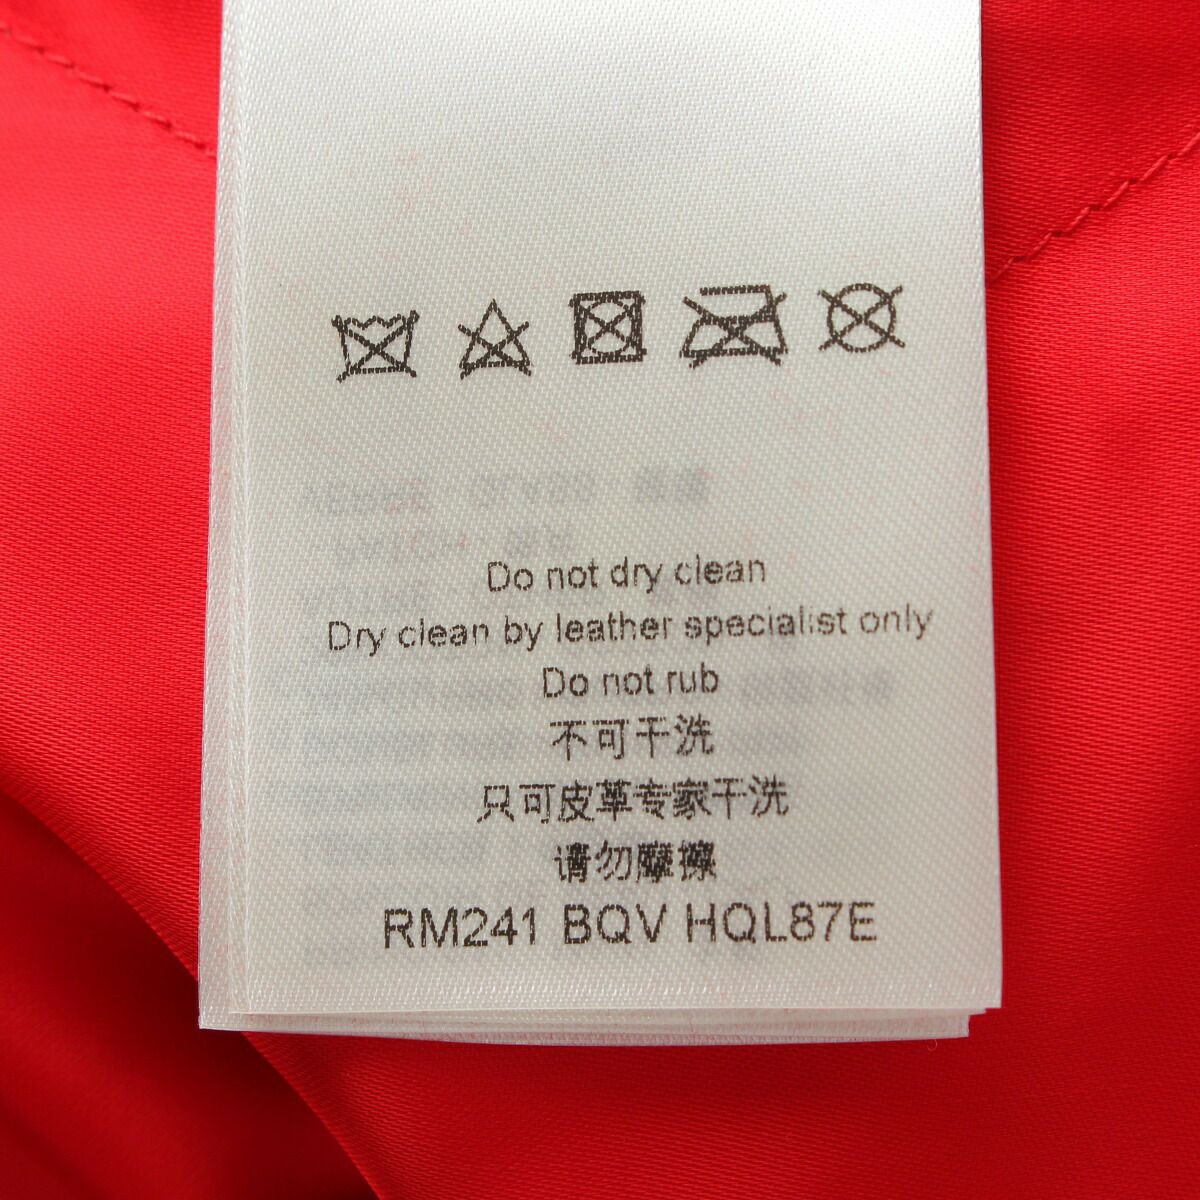 Do not dry clean
Dry clean by leather specialist only
Do not rub
不可干洗
只可皮革专家干洗
请勿摩擦
RM241 BQV HQL87E